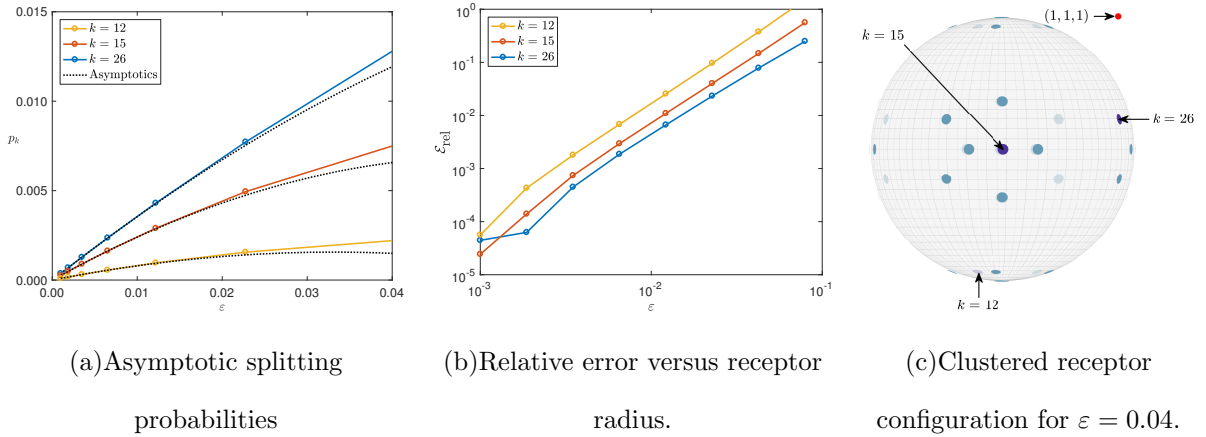 0.015
0.010
0.005
0.000
p_k
k = 12
k = 15
k = 26
Asymptotics
0.00 0.01 0.02 0.03 0.04
ε
10^0
10^-1
10^-2
10^-3
10^-4
10^-5
ℰ_rel
k = 12
k = 15
k = 26
10^-3 10^-2 10^-1
ε
(1, 1, 1)
k = 15
k = 26
k = 12
(a)Asymptotic splitting
probabilities
(b)Relative error versus receptor
radius.
(c)Clustered receptor
configuration for ε = 0.04.